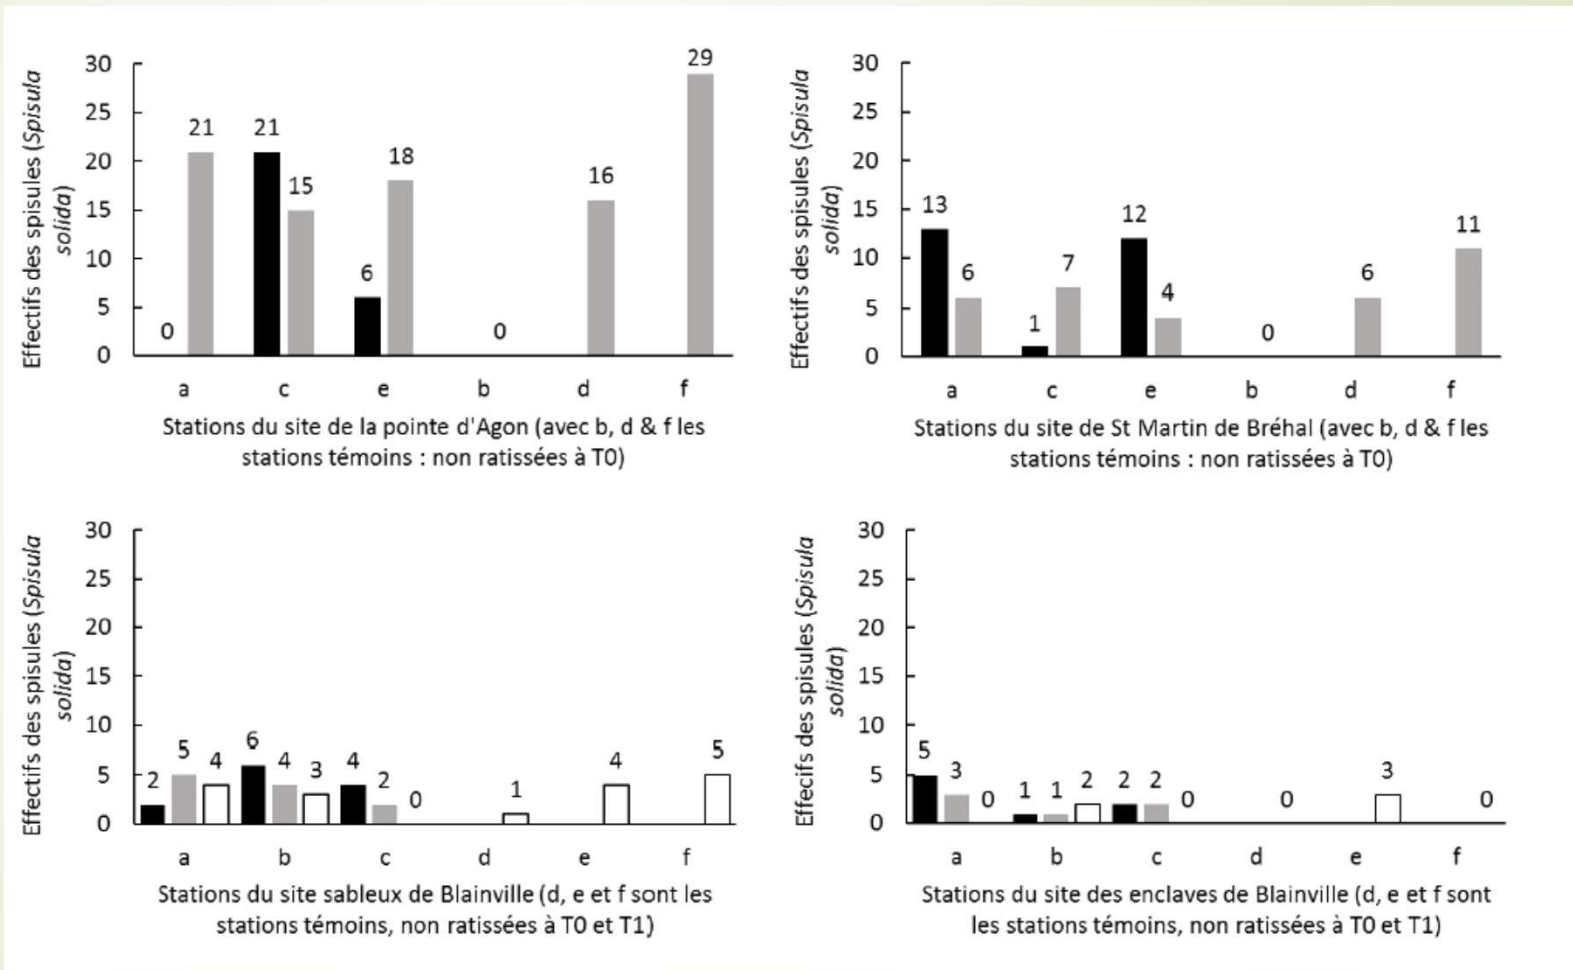 Effectifs des spisules (Spisula
solida)
30
25
20
15
10
5
0
0
21
21
15
6
18
0
16
29
a
c
e
b
d
f
Stations du site de la pointe d'Agon (avec b, d & f les
stations témoins : non ratissées à T0)
Effectifs des spisules (Spisula
solida)
30
25
20
15
10
5
0
13
6
1
7
12
4
0
6
11
a
c
e
b
d
f
Stations du site de St Martin de Bréhal (avec b, d & f les
stations témoins : non ratissées à T0)
Effectifs des spisules (Spisula
solida)
30
25
20
15
10
5
0
2
5
4
6
4
3
4
2
0
1
4
5
a
b
c
d
e
f
Stations du site sableux de Blainville (d, e et f sont les
stations témoins, non ratissées à T0 et T1)
Effecifs des spisules (Spisula
solida)
30
25
20
15
10
5
0
5
3
0
1
1
2
2
2
0
0
3
0
a
b
c
d
e
f
Stations du site des enclaves de Blainville (d, e et f sont
les stations témoins, non ratissées à T0 et T1)